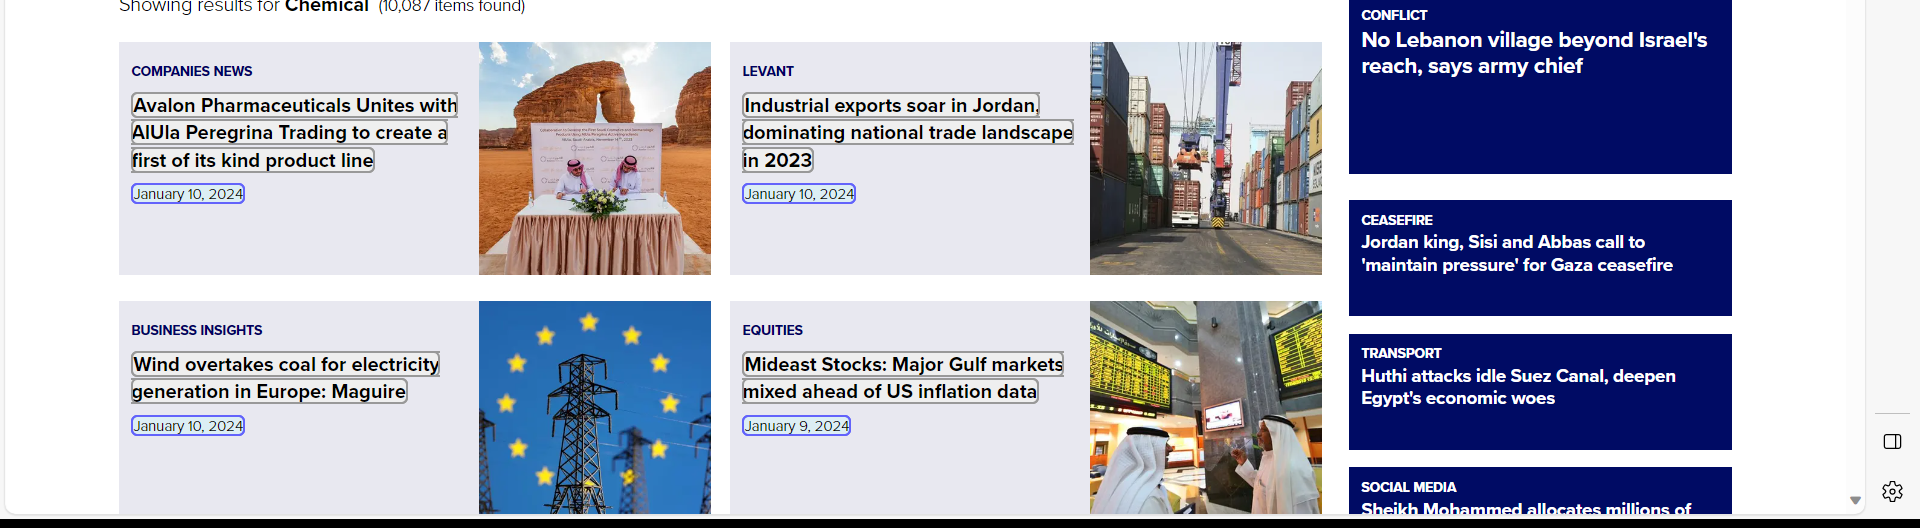 Showing results for Chemical (10,087 items found)
COMPANIES NEWS
Avalon Pharmaceuticals Unites with
AlUla Peregrina Trading to create a
first of its kind product line
January 10, 2024
LEVANT
Industrial exports soar in Jordan,
dominating national trade landscape
in 2023
January 10, 2024
BUSINESS INSIGHTS
Wind overtakes coal for electricity
generation in Europe: Maguire
January 10, 2024
EQUITIES
Mideast Stocks: Major Gulf markets
mixed ahead of US inflation data
January 9, 2024
CONFLICT
No Lebanon village beyond Israel's
reach, says army chief
CEASEFIRE
Jordan king, Sisi and Abbas call to
'maintain pressure' for Gaza ceasefire
TRANSPORT
Huthi attacks idle Suez Canal, deepen
Egypt's economic woes
SOCIAL MEDIA
Sheikh Mohammed allocates millions of